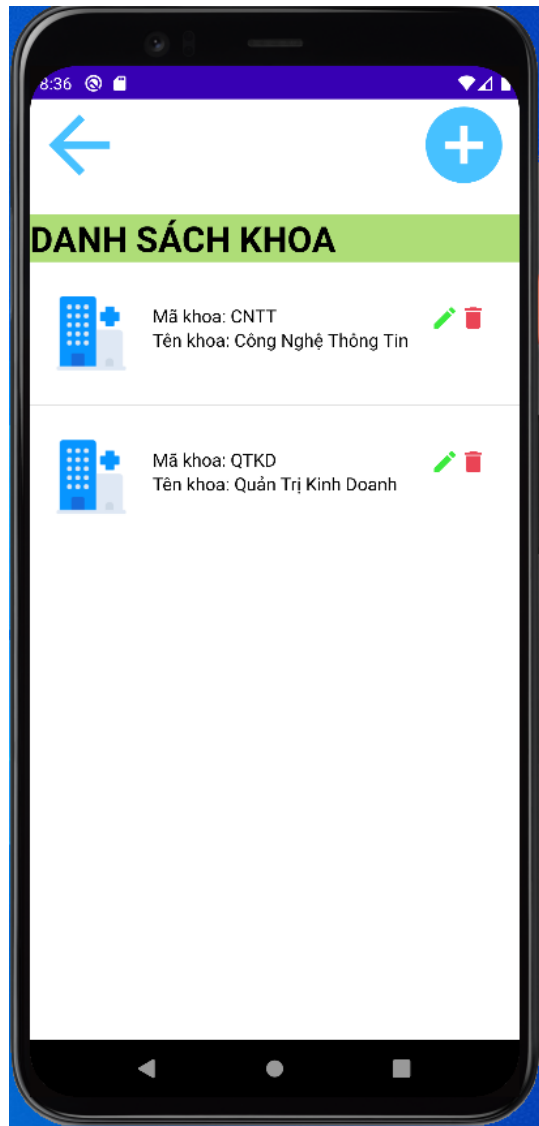 8:36
DANH SÁCH KHOA
Mã khoa: CNTT
Tên khoa: Công Nghệ Thông Tin
Mã khoa: QTKD
Tên khoa: Quản Trị Kinh Doanh